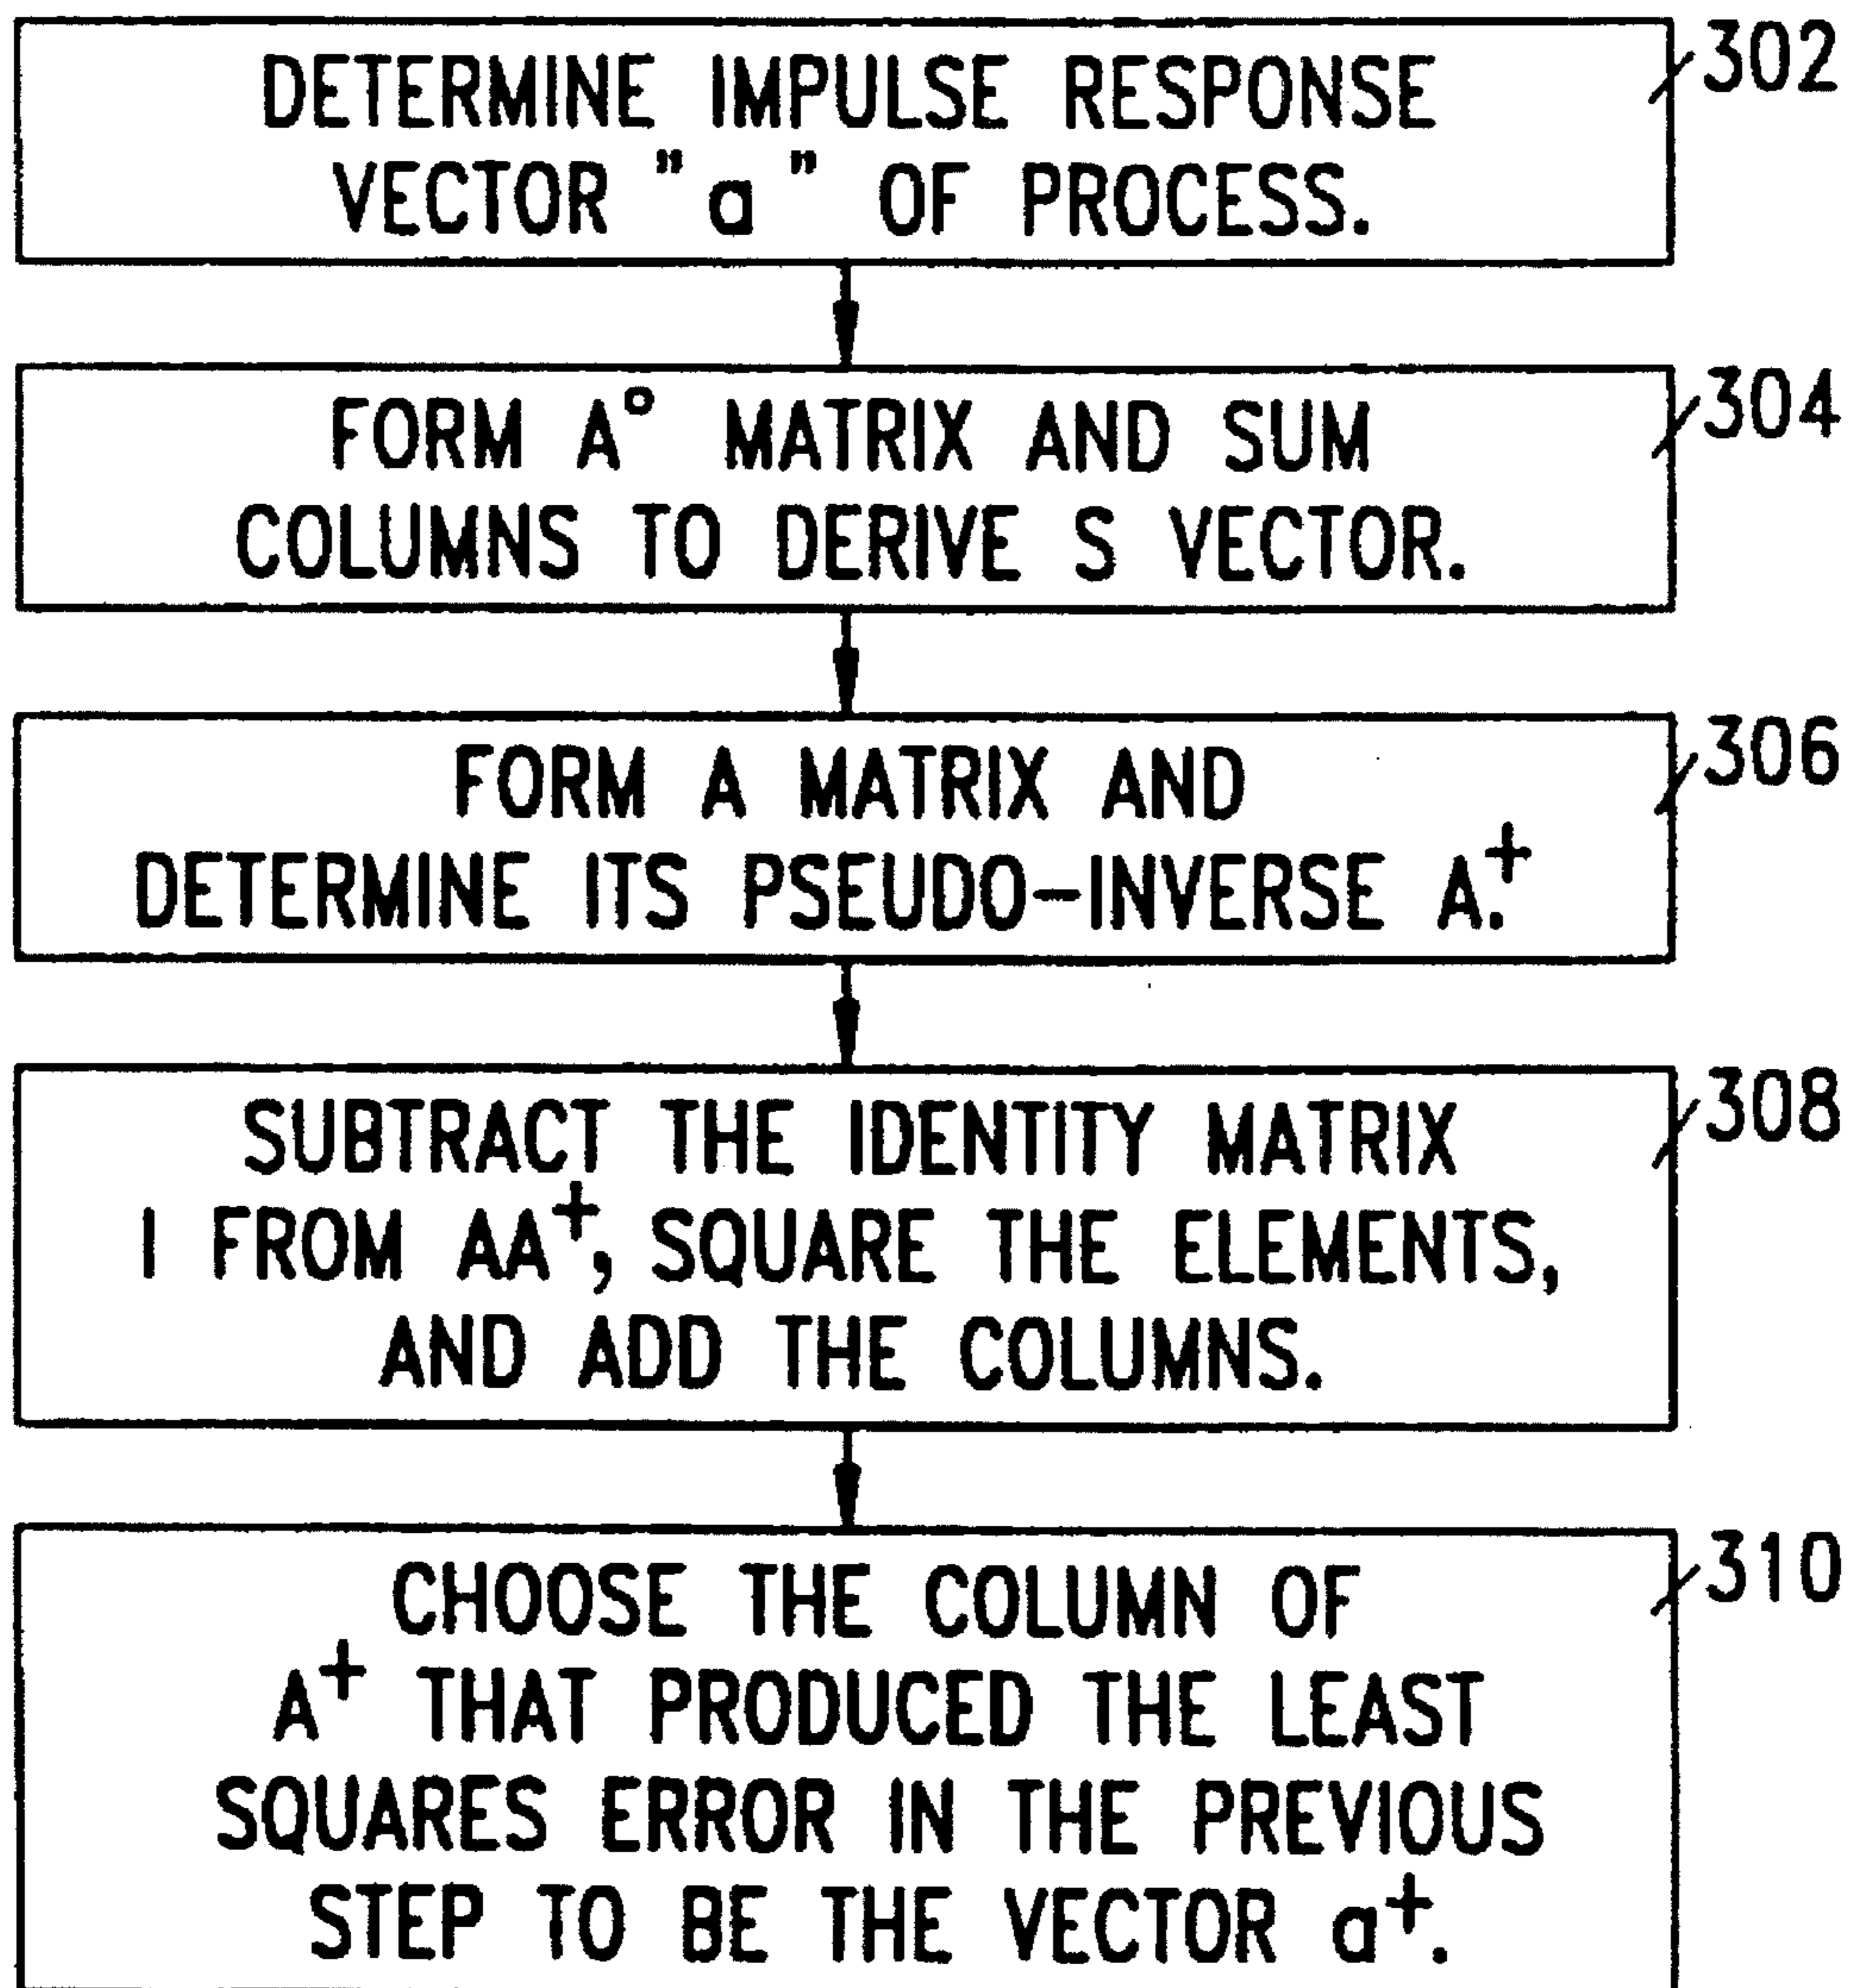 302
DETERMINE IMPULSE RESPONSE
VECTOR "a" OF PROCESS.
304
FORM A° MATRIX AND SUM
COLUMNS TO DERIVE S VECTOR.
306
FORM A MATRIX AND
DETERMINE ITS PSEUDO-INVERSE A⁺.
308
SUBTRACT THE IDENTITY MATRIX
I FROM AA⁺, SQUARE THE ELEMENTS,
AND ADD THE COLUMNS.
310
CHOOSE THE COLUMN OF
A⁺ THAT PRODUCED THE LEAST
SQUARES ERROR IN THE PREVIOUS
STEP TO BE THE VECTOR a⁺.